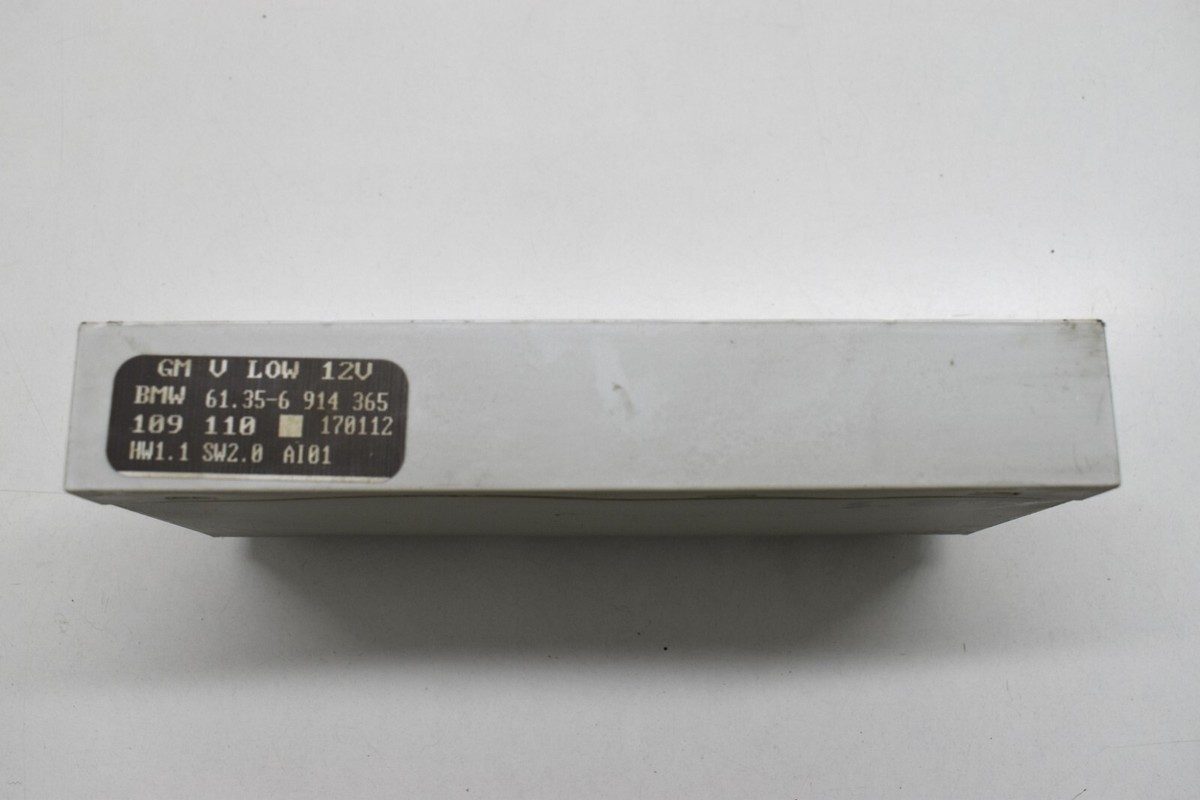 GM V LOW 12V
BMW 61.35-6 914 365
109 110 170112
HW1.1 SW2.0 AI01